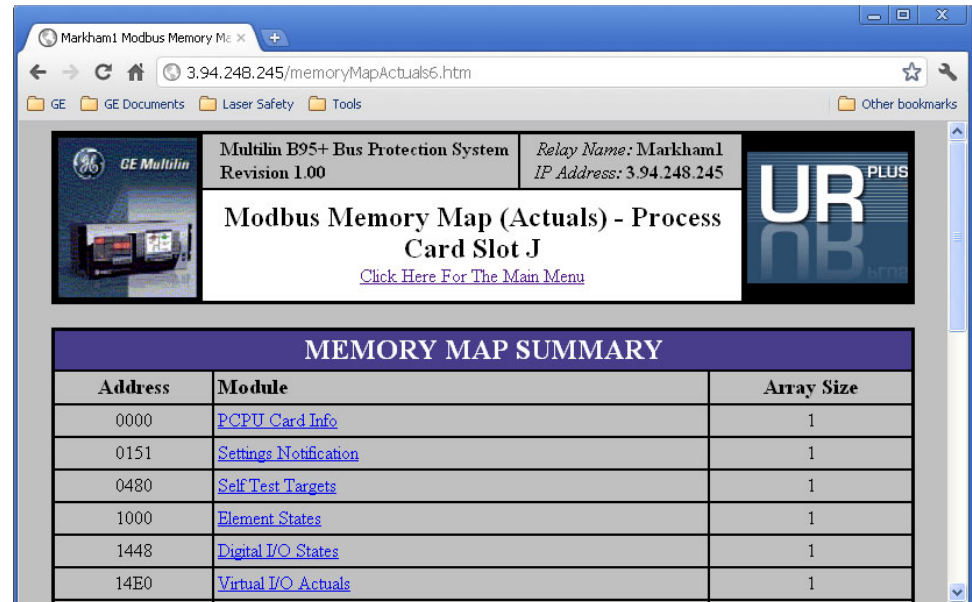 Markham1 Modbus Memory Ma
3.94.248.245/memoryMapActuals6.htm
GE GE Documents Laser Safety Tools Other bookmarks
GE Multilin
Multilin B95+ Bus Protection System
Revision 1.00
Relay Name: Markham1
IP Address: 3.94.248.245
UR PLUS
Modbus Memory Map (Actuals) - Process
Card Slot J
Click Here For The Main Menu
MEMORY MAP SUMMARY
Address Module Array Size
0000 PCPU Card Info 1
0151 Settings Notification 1
0480 Self Test Targets 1
1000 Element States 1
1448 Digital I/O States 1
14E0 Virtual I/O Actuals 1